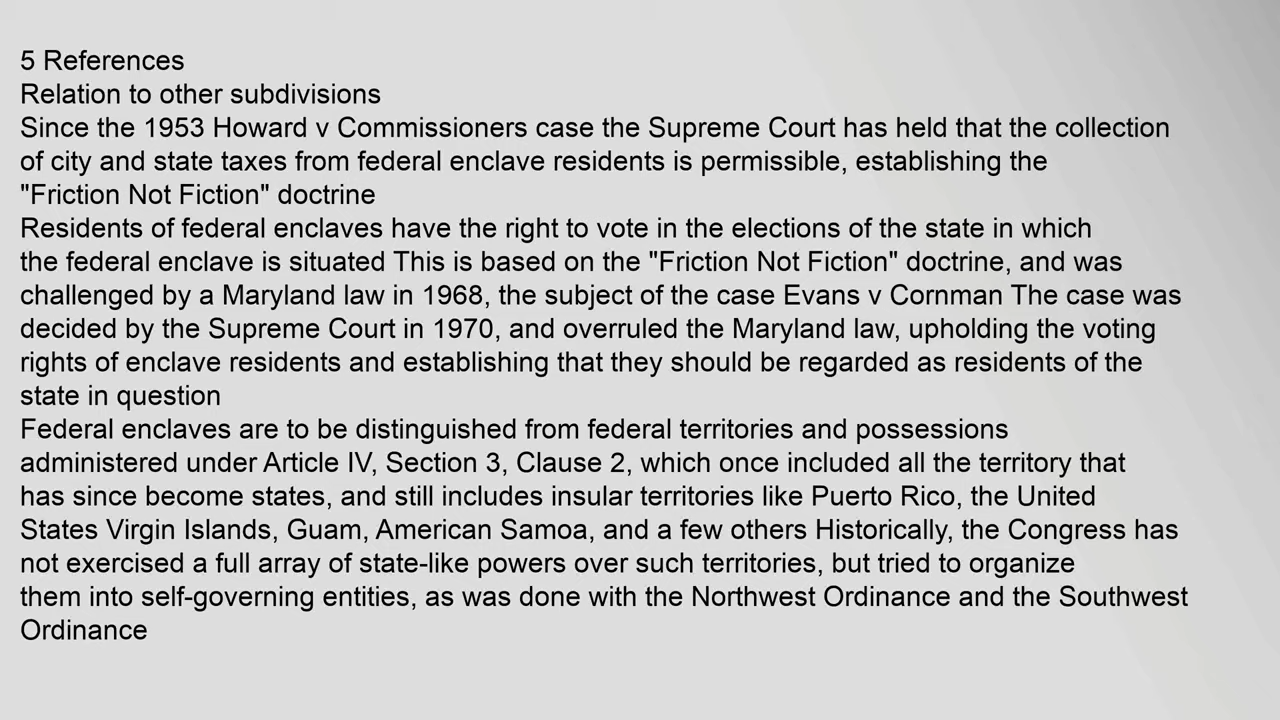 5 References
Relation to other subdivisions
Since the 1953 Howard v Commissioners case the Supreme Court has held that the collection
of city and state taxes from federal enclave residents is permissible, establishing the
"Friction Not Fiction" doctrine
Residents of federal enclaves have the right to vote in the elections of the state in which
the federal enclave is situated This is based on the "Friction Not Fiction" doctrine, and was
challenged by a Maryland law in 1968, the subject of the case Evans v Cornman The case was
decided by the Supreme Court in 1970, and overruled the Maryland law, upholding the voting
rights of enclave residents and establishing that they should be regarded as residents of the
state in question
Federal enclaves are to be distinguished from federal territories and possessions
administered under Article IV, Section 3, Clause 2, which once included all the territory that
has since become states, and still includes insular territories like Puerto Rico, the United
States Virgin Islands, Guam, American Samoa, and a few others Historically, the Congress has
not exercised a full array of state-like powers over such territories, but tried to organize
them into self-governing entities, as was done with the Northwest Ordinance and the Southwest
Ordinance